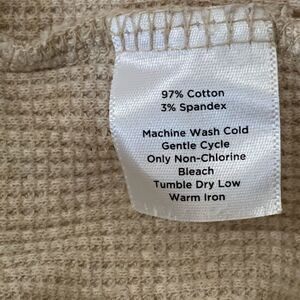 97% Cotton
3% Spandex
Machine Wash Cold
Gentle Cycle
Only Non-Chlorine
Bleach
Tumble Dry Low
Warm Iron